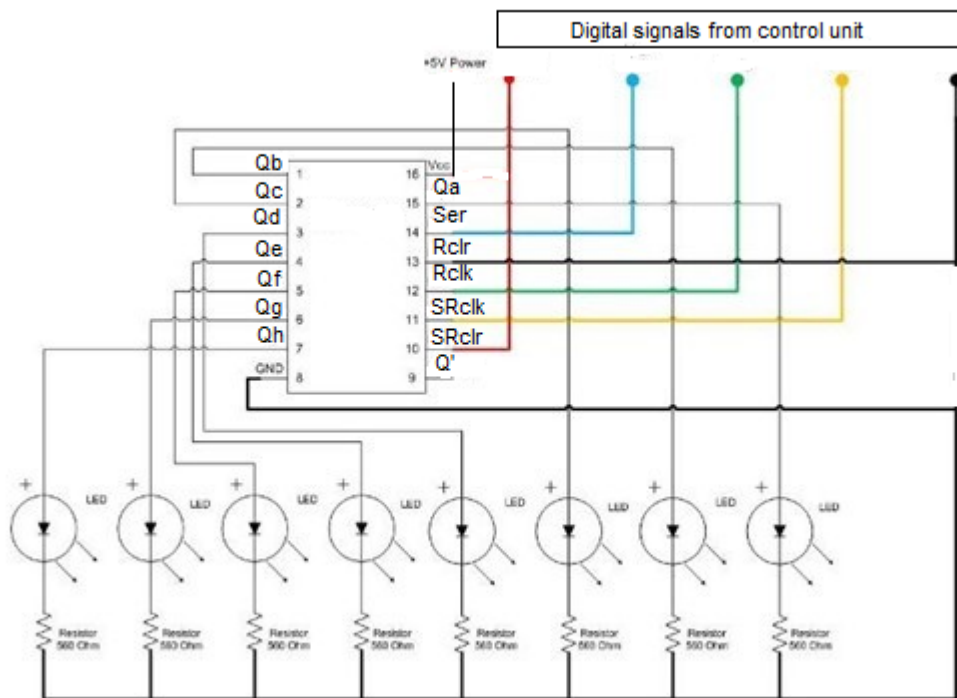 Digital signals from control unit
+5V Power
Qb 1 16 Vcc
Qc 2 15 Qa
Qd 3 14 Ser
Qe 4 13 Rclr
Qf 5 12 Rclk
Qg 6 11 SRclk
Qh 7 10 SRclr
GND 8 9 Q'
+ LED + LED + LED + LED + LED + LED + LED + LED
Resistor Resistor Resistor Resistor Resistor Resistor Resistor Resistor
560 Ohm 560 Ohm 560 Ohm 560 Ohm 560 Ohm 560 Ohm 560 Ohm 560 Ohm